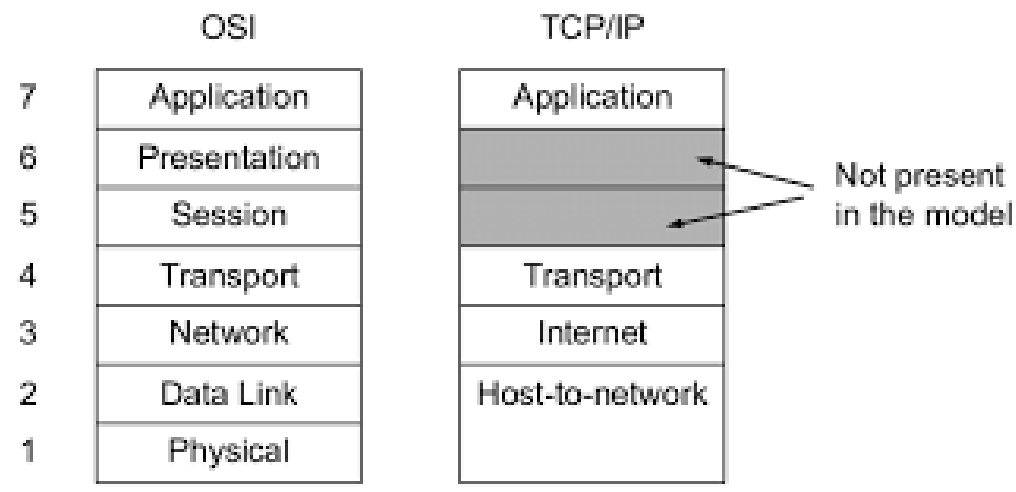 OSI TCP/IP
7 Application Application
6 Presentation
5 Session
Not present
in the model
4 Transport Transport
3 Network Internet
2 Data Link Host-to-network
1 Physical